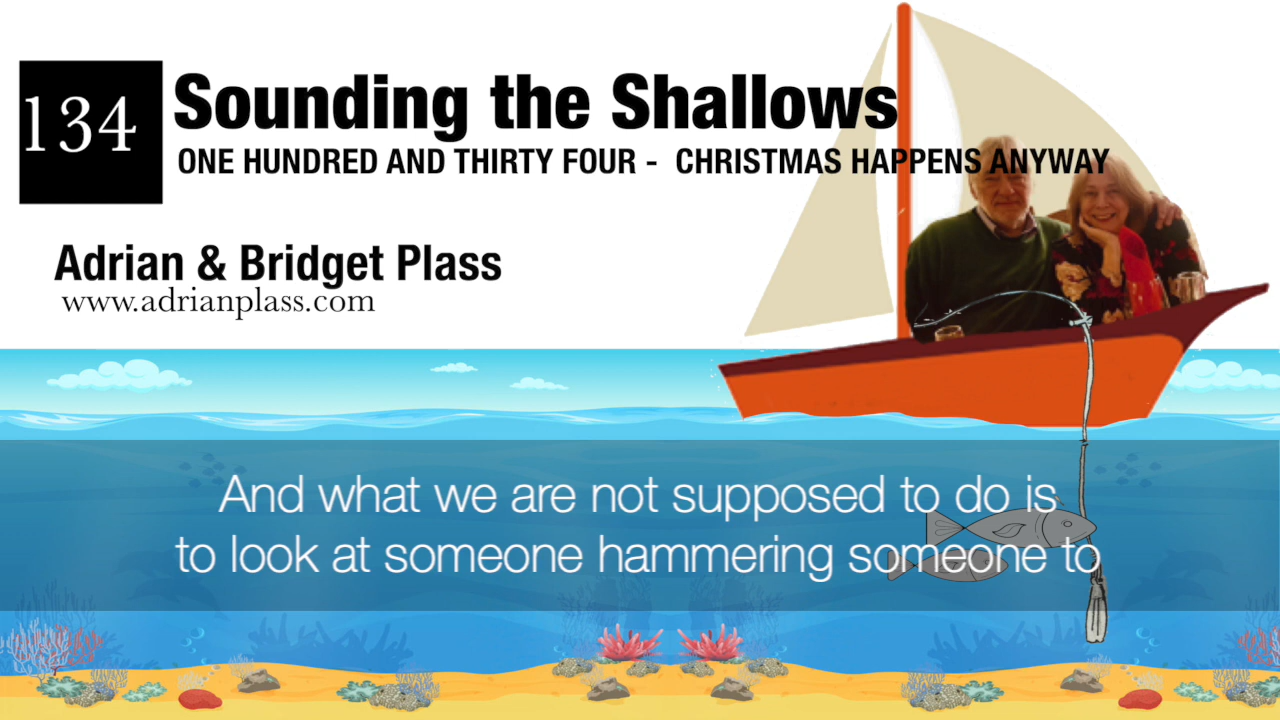 134
Sounding the Shallows
ONE HUNDRED AND THIRTY FOUR - CHRISTMAS HAPPENS ANYWAY
Adrian & Bridget Plass
www.adrianplass.com
And what we are not supposed to do is
to look at someone hammering someone to